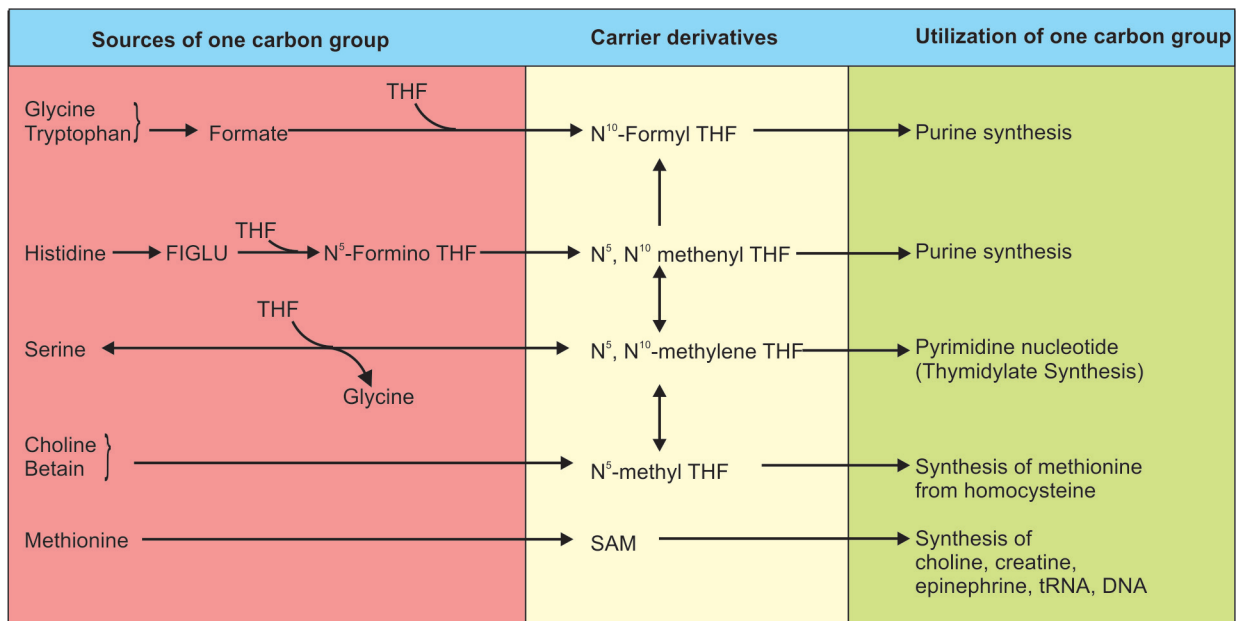 Sources of one carbon group
Carrier derivatives
Utilization of one carbon group
THF
Glycine
Tryptophan
Formate
N¹⁰-Formyl THF
Purine synthesis
THF
Histidine
FIGLU
N⁵-Formino THF
N⁵, N¹⁰ methenyl THF
Purine synthesis
THF
Serine
N⁵, N¹⁰-methylene THF
Pyrimidine nucleotide
(Thymidylate Synthesis)
Glycine
Choline
Betain
N⁵-methyl THF
Synthesis of methionine
from homocysteine
Methionine
SAM
Synthesis of
choline, creatine,
epinephrine, tRNA, DNA